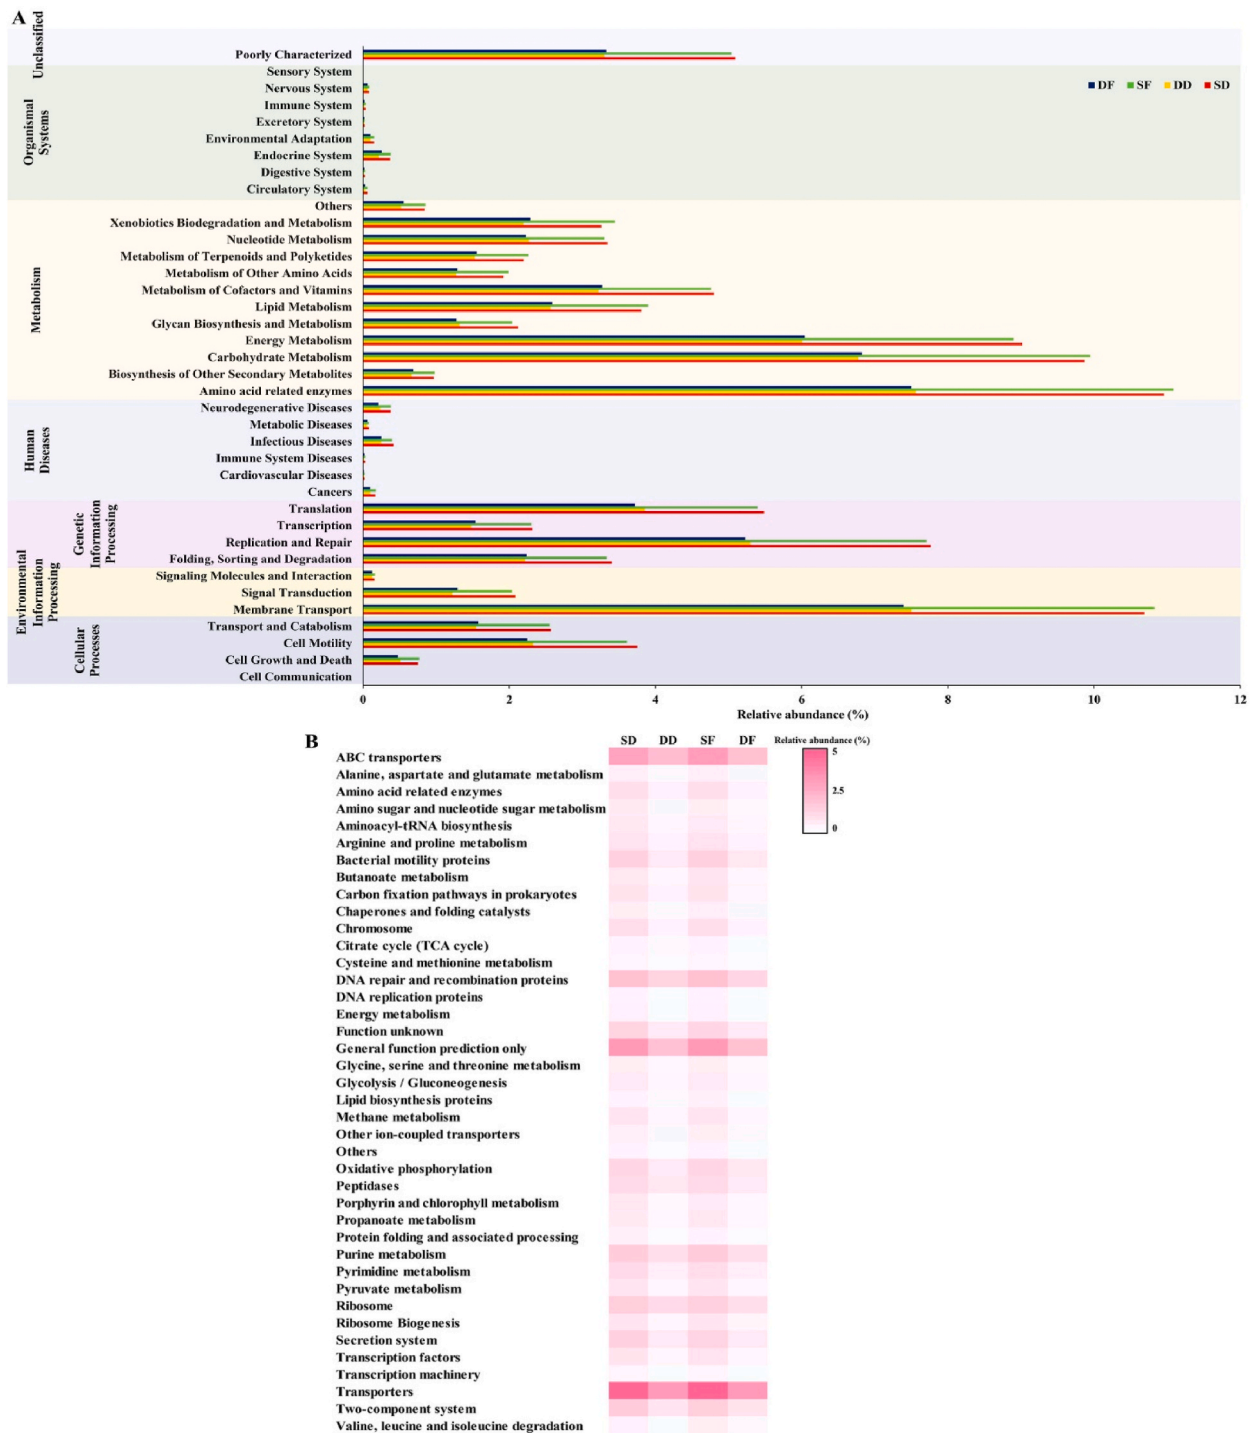 A
Unclassified
Poorly Characterized
Sensory System
Nervous System
DF SF DD SD
Immune System
Excretory System
Organismal
Systems
Environmental Adaptation
Endocrine System
Digestive System
Circulatory System
Others
Xenobiotics Biodegradation and Metabolism
Nucleotide Metabolism
Metabolism of Terpenoids and Polyketides
Metabolism of Other Amino Acids
Metabolism
Metabolism of Cofactors and Vitamins
Lipid Metabolism
Glycan Biosynthesis and Metabolism
Energy Metabolism
Carbohydrate Metabolism
Biosynthesis of Other Secondary Metabolites
Amino acid related enzymes
Neurodegenerative Diseases
Metabolic Diseases
Human
Diseases
Infectious Diseases
Immune System Diseases
Cardiovascular Diseases
Cancers
Genetic
Information
Processing
Translation
Transcription
Replication and Repair
Folding, Sorting and Degradation
Environmental
Information
Processing
Signaling Molecules and Interaction
Signal Transduction
Membrane Transport
Cellular
Processes
Transport and Catabolism
Cell Motility
Cell Growth and Death
Cell Communication
0 2 4 6 8 10 12
Relative abundance (%)
B
SD DD SF DF
Relative abundance (%)
5
2.5
0
ABC transporters
Alanine, aspartate and glutamate metabolism
Amino acid related enzymes
Amino sugar and nucleotide sugar metabolism
Aminoacyl-tRNA biosynthesis
Arginine and proline metabolism
Bacterial motility proteins
Butanoate metabolism
Carbon fixation pathways in prokaryotes
Chaperones and folding catalysts
Chromosome
Citrate cycle (TCA cycle)
Cysteine and methionine metabolism
DNA repair and recombination proteins
DNA replication proteins
Energy metabolism
Function unknown
General function prediction only
Glycine, serine and threonine metabolism
Glycolysis / Gluconeogenesis
Lipid biosynthesis proteins
Methane metabolism
Other ion-coupled transporters
Others
Oxidative phosphorylation
Peptidases
Porphyrin and chlorophyll metabolism
Propanoate metabolism
Protein folding and associated processing
Purine metabolism
Pyrimidine metabolism
Pyruvate metabolism
Ribosome
Ribosome Biogenesis
Secretion system
Transcription factors
Transcription machinery
Transporters
Two-component system
Valine, leucine and isoleucine degradation